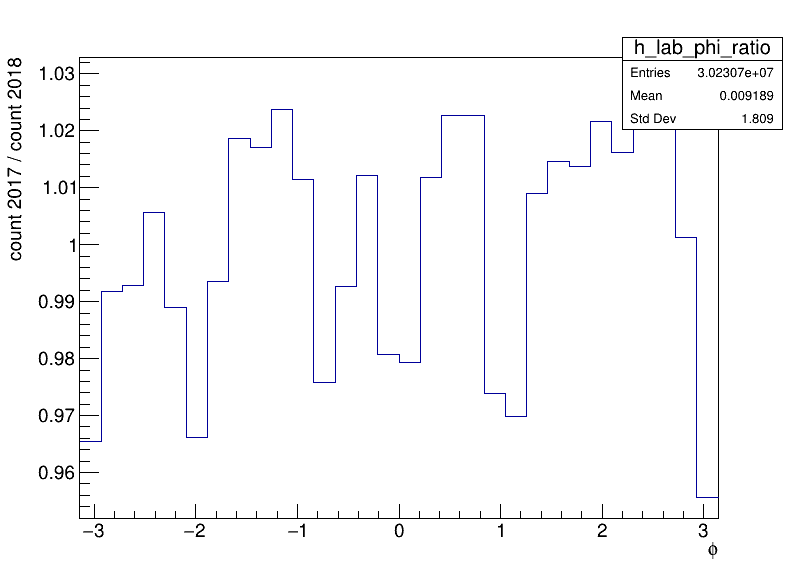 h_lab_phi_ratio
Entries 3.02307e+07
Mean 0.009189
Std Dev 1.809
count 2017 / count 2018
1.03
1.02
1.01
1
0.99
0.98
0.97
0.96
−3 −2 −1 0 1 2 3
ϕ